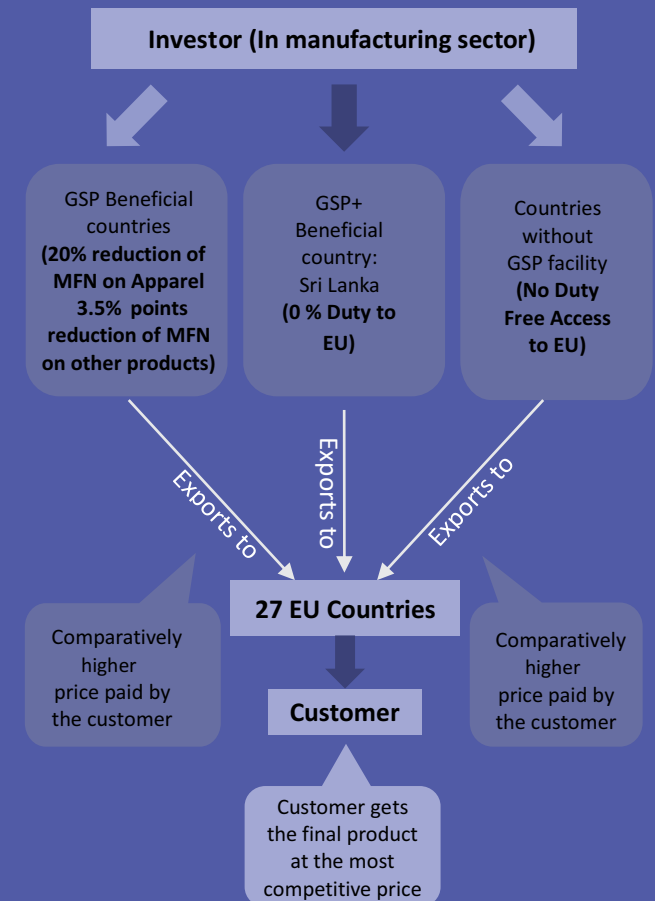 Investor (In manufacturing sector)
GSP Beneficial
countries
(20% reduction of
MFN on Apparel
3.5% points
reduction of MFN
on other products)
GSP+
Beneficial
country:
Sri Lanka
(0 % Duty to
EU)
Countries
without
GSP facility
(No Duty
Free Access
to EU)
Exports to
Exports to
Exports to
27 EU Countries
Comparatively
higher
price paid by
the customer
Comparatively
higher
price paid by
the customer
Customer
Customer gets
the final product
at the most
competitive price